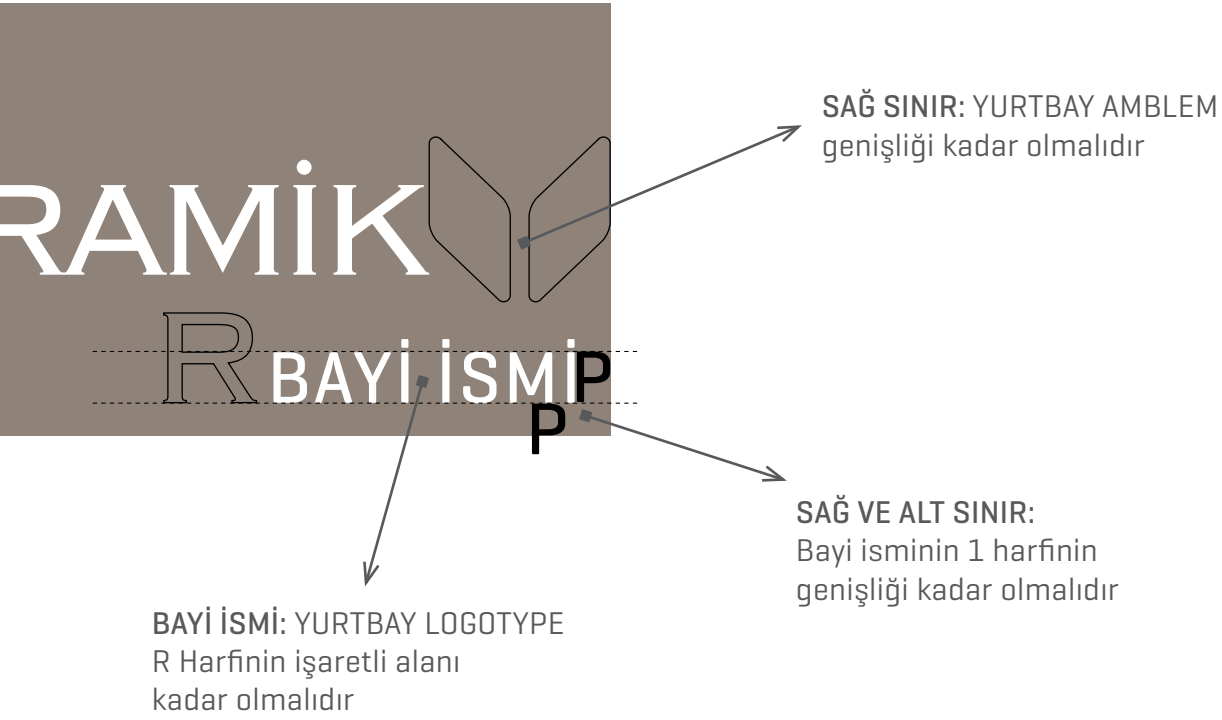 SAĞ SINIR: YURTBAY AMBLEM
genişliği kadar olmalıdır
RAMİK
R BAYİ İSMİ P
P
SAĞ VE ALT SINIR:
Bayi isminin 1 harfinin
genişliği kadar olmalıdır
BAYİ İSMİ: YURTBAY LOGOTYPE
R Harfinin işaretli alanı
kadar olmalıdır